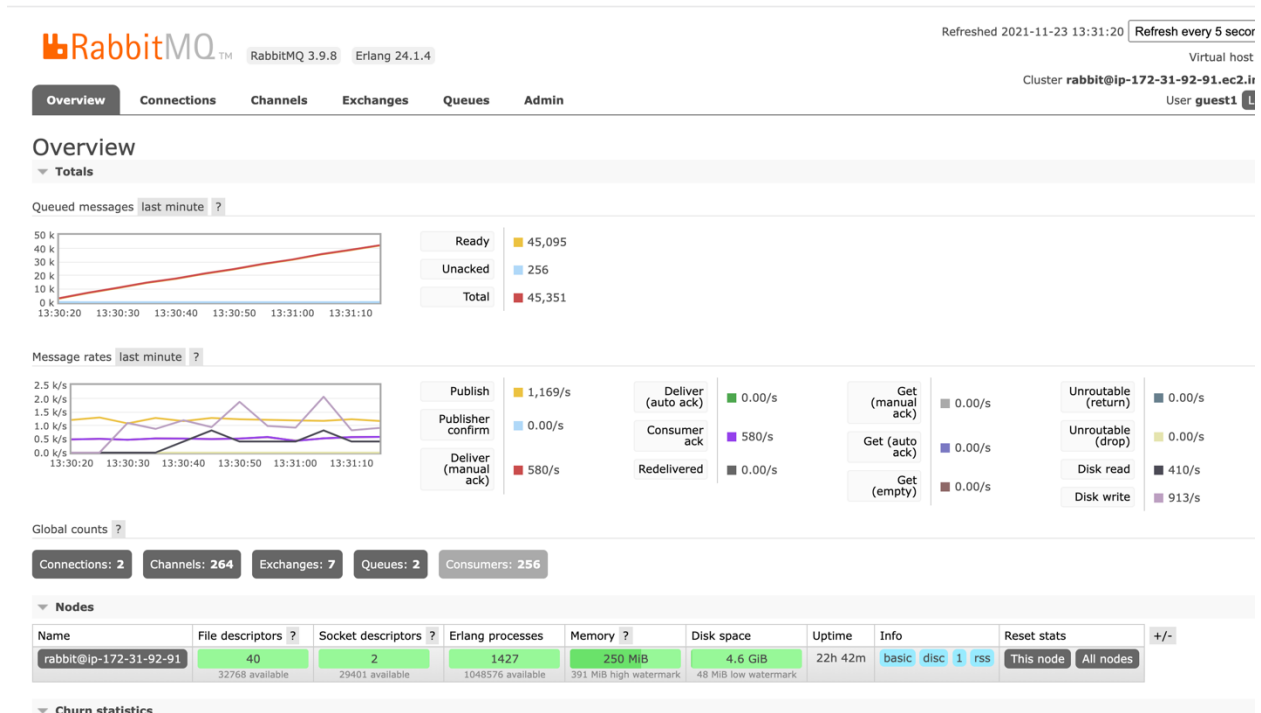 Refreshed 2021-11-23 13:31:20 Refresh every 5 secon
RabbitMQ TM RabbitMQ 3.9.8 Erlang 24.1.4
Virtual host
Cluster rabbit@ip-172-31-92-91.ec2.in
User guest1 L
Overview Connections Channels Exchanges Queues Admin
Overview
Totals
Queued messages last minute ?
50 k
40 k
30 k
20 k
10 k
0 k
13:30:20 13:30:30 13:30:40 13:30:50 13:31:00 13:31:10
Ready 45,095
Unacked 256
Total 45,351
Message rates last minute ?
2.5 k/s
2.0 k/s
1.5 k/s
1.0 k/s
0.5 k/s
0.0 k/s
13:30:20 13:30:30 13:30:40 13:30:50 13:31:00 13:31:10
Publish 1,169/s
Publisher
confirm 0.00/s
Deliver
(manual
ack) 580/s
Deliver
(auto ack) 0.00/s
Consumer
ack 580/s
Redelivered 0.00/s
Get
(manual
ack) 0.00/s
Get (auto
ack) 0.00/s
Get
(empty) 0.00/s
Unroutable
(return) 0.00/s
Unroutable
(drop) 0.00/s
Disk read 410/s
Disk write 913/s
Global counts ?
Connections: 2 Channels: 264 Exchanges: 7 Queues: 2 Consumers: 256
Nodes
Name File descriptors ? Socket descriptors ? Erlang processes Memory ? Disk space Uptime Info Reset stats +/-
rabbit@ip-172-31-92-91 40 2 1427 250 MiB 4.6 GiB 22h 42m basic disc 1 rss This node All nodes
32768 available 29401 available 1048576 available 391 MiB high watermark 48 MiB low watermark
Churn statistics